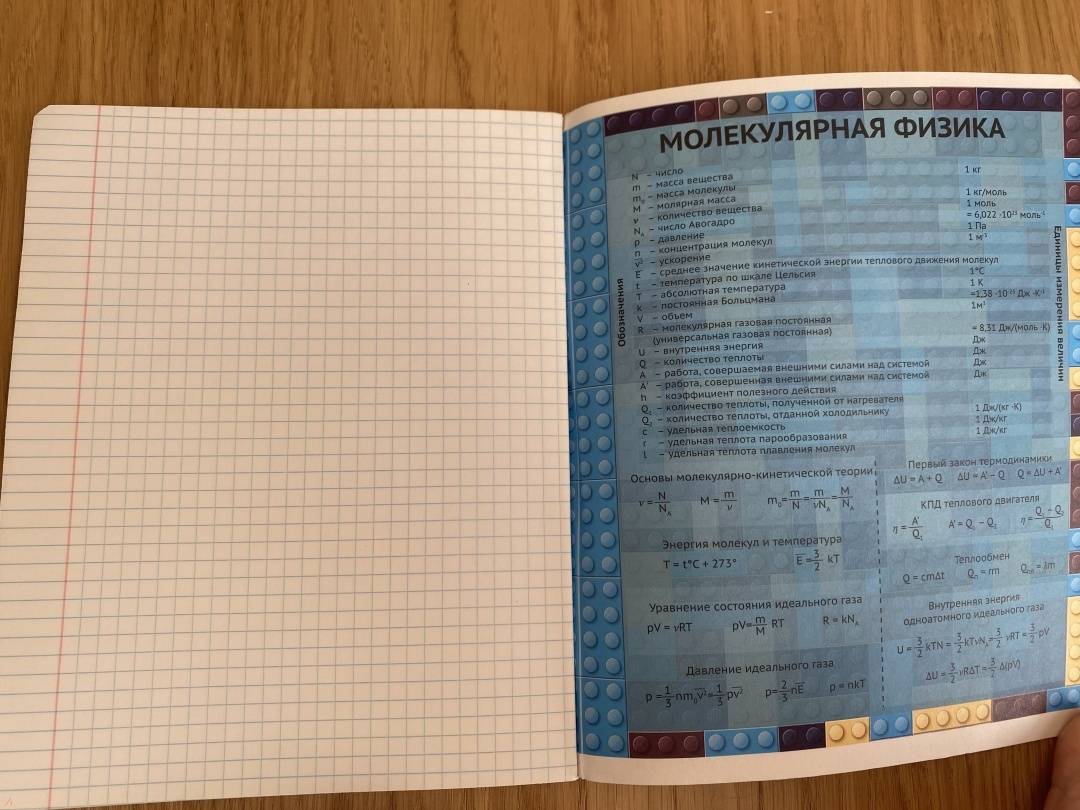 МОЛЕКУЛЯРНАЯ ФИЗИКА
Обозначения
Единицы измерения величин
N – число
m – масса вещества 1 кг
m₀ – масса молекулы
M – молярная масса 1 кг/моль
ν – количество вещества 1 моль
Nₐ – число Авогадро = 6,022 ·10²³ моль⁻¹
p – давление 1 Па
n – концентрация молекул 1 м⁻³
v̅² – ускорение
E̅ – среднее значение кинетической энергии теплового движения молекул
t – температура по шкале Цельсия 1°C
T – абсолютная температура 1 K
k – постоянная Больцмана =1,38 ·10⁻²³ Дж ·K⁻¹
V – объем 1м³
R – молекулярная газовая постоянная
(универсальная газовая постоянная) = 8,31 Дж/(моль ·K)
U – внутренняя энергия Дж
Q – количество теплоты Дж
A – работа, совершаемая внешними силами над системой Дж
A' – работа, совершенная внешними силами над системой Дж
h – коэффициент полезного действия
Q₁ – количество теплоты, полученной от нагревателя
Q₂ – количество теплоты, отданной холодильнику
c – удельная теплоемкость 1 Дж/(кг ·K)
r – удельная теплота парообразования 1 Дж/кг
l – удельная теплота плавления молекул 1 Дж/кг
Основы молекулярно-кинетической теории
ν = N/Nₐ M = m/ν m₀= m/N = m/νNₐ = M/Nₐ
Энергия молекул и температура
T = t°C + 273° E̅=3/2 kT
Уравнение состояния идеального газа
pV = νRT pV=m/M RT R = kNₐ
Давление идеального газа
p =1/3 nm₀v̅²=1/3 pv̅² p=2/3 nE̅ p = nkT
Первый закон термодинамики
ΔU = A + Q ΔU = A' – Q Q = ΔU + A'
КПД теплового двигателя
η = A'/Q₁ A' = Q₁ – Q₂ η = Q₁ – Q₂/Q₁
Теплообмен
Q = cmΔt Qₙ = rm Qₙₗ = λm
Внутренняя энергия
одноатомного идеального газа
U = 3/2 kTN = 3/2 kTνNₐ=3/2 νRT = 3/2 pV
ΔU = 3/2 νRΔT = 3/2 Δ(pV)